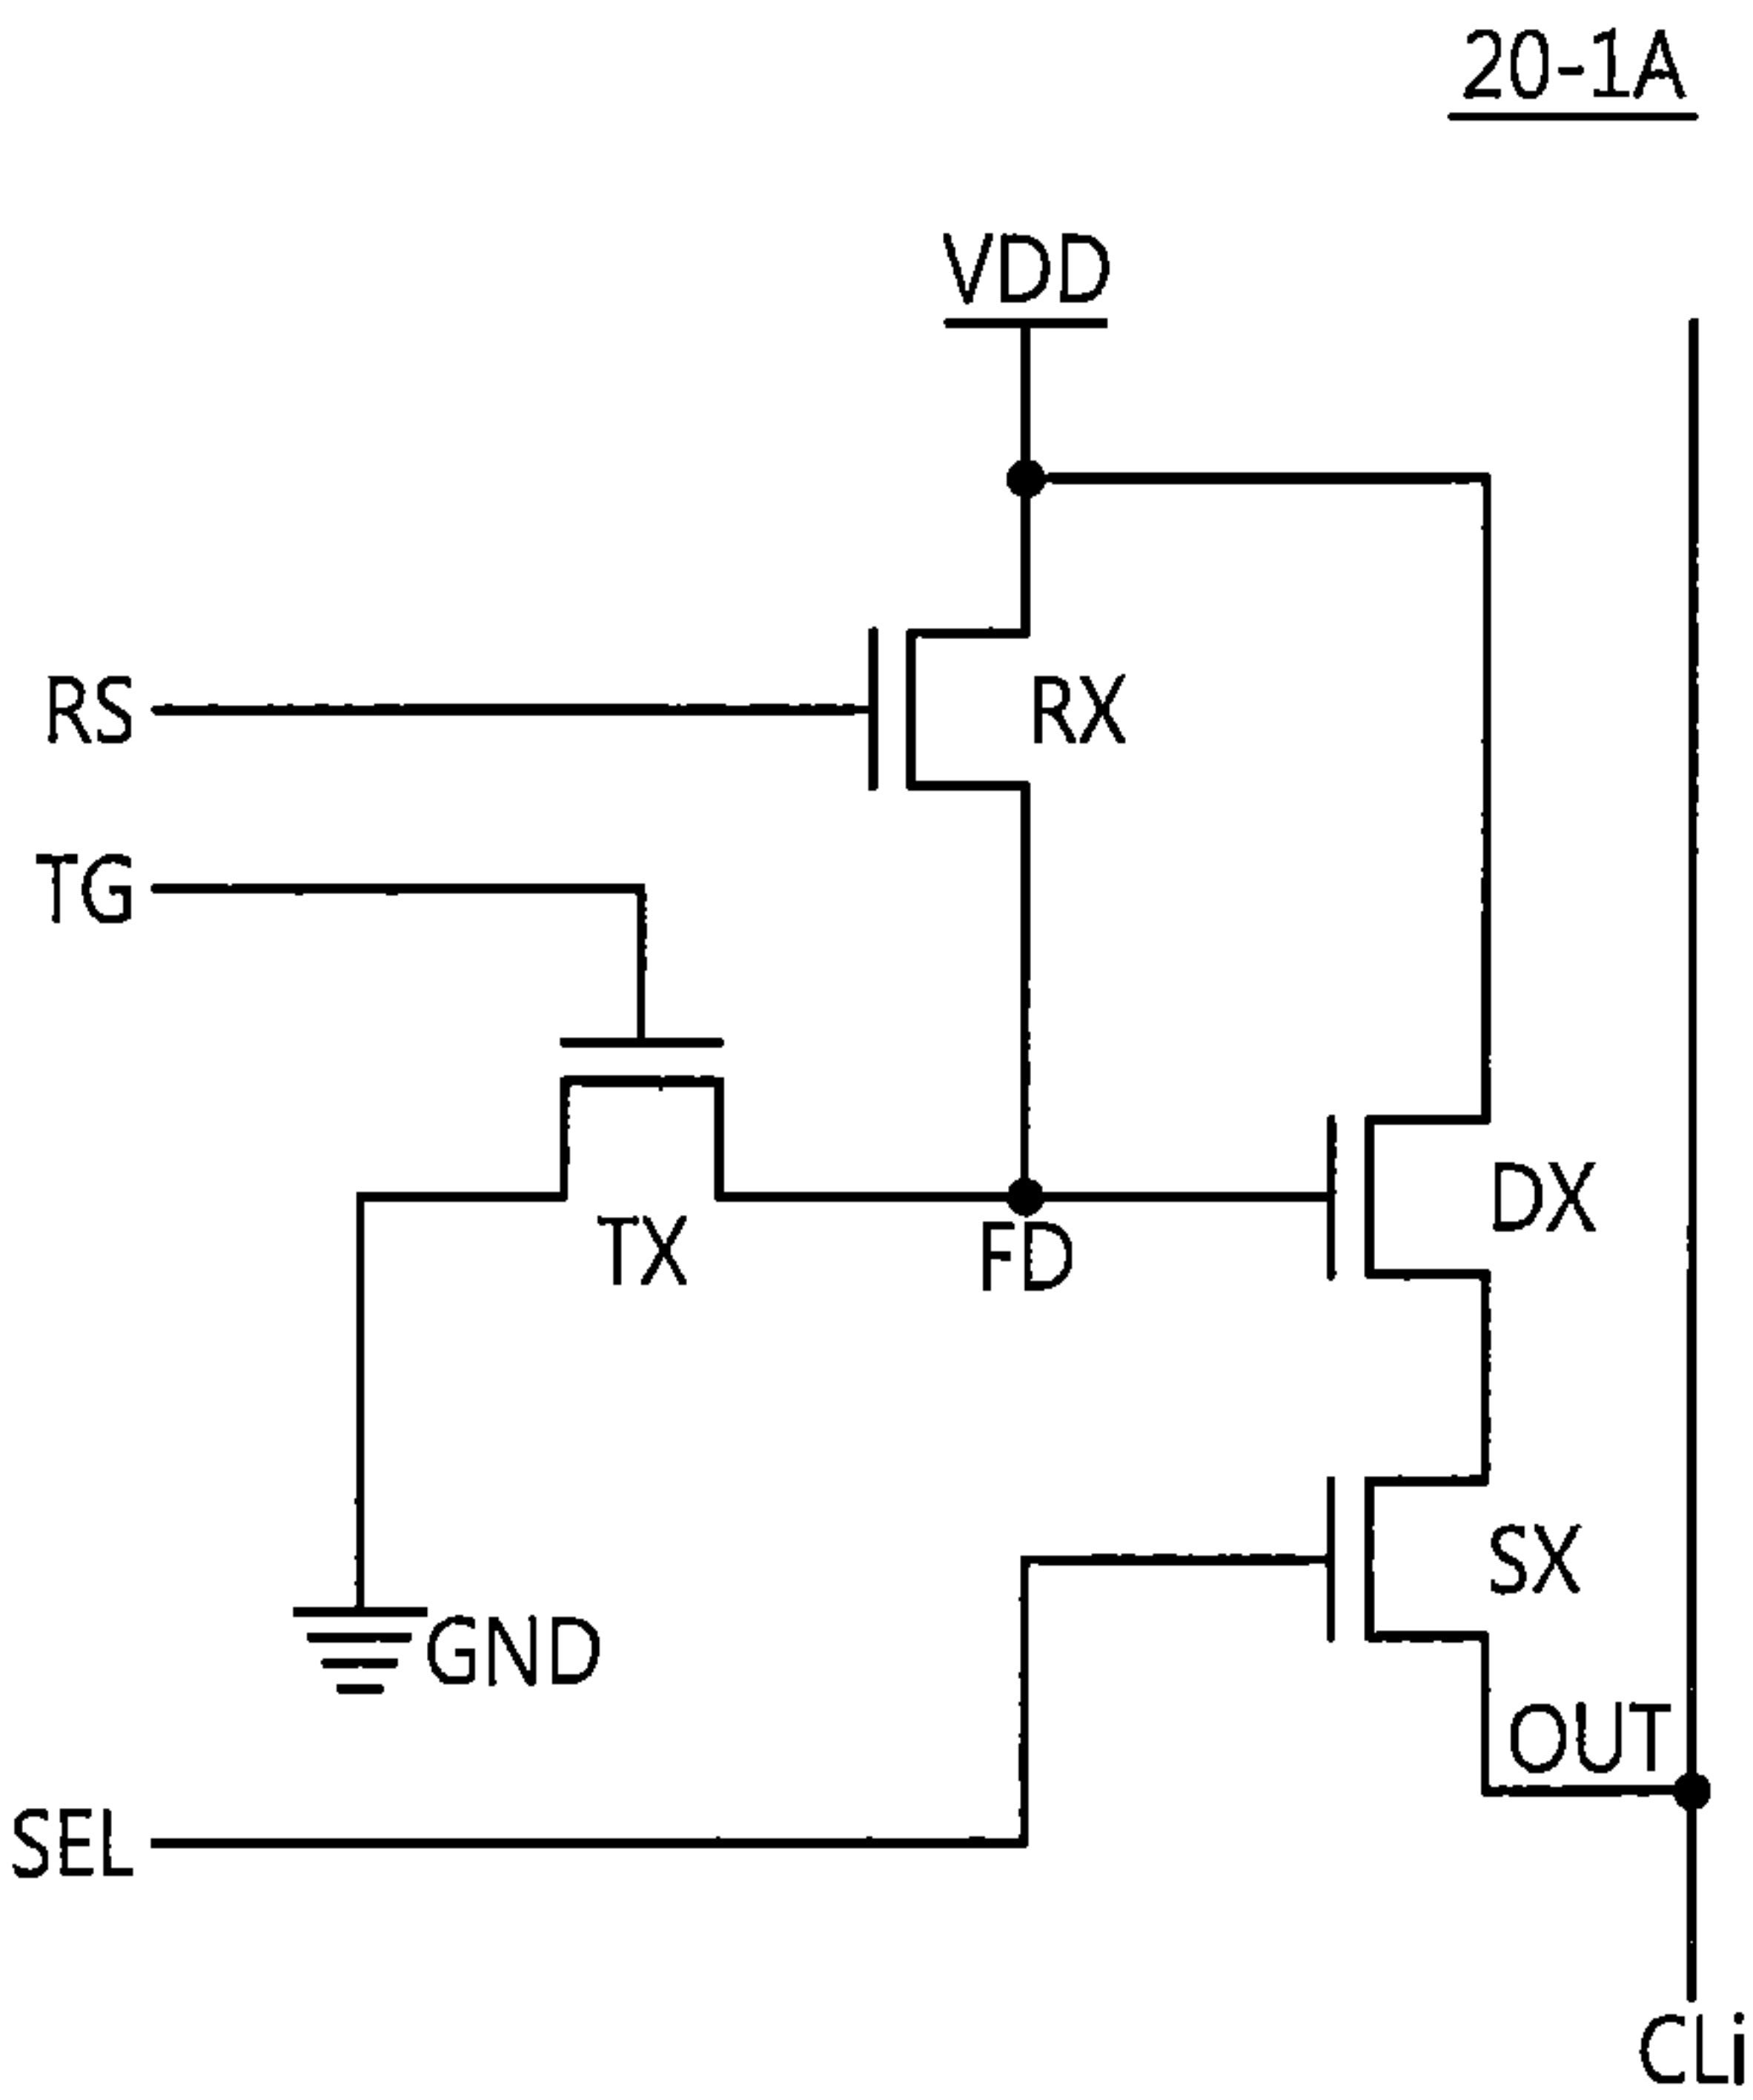 20-1A
VDD
RS
RX
TG
DX
TX
FD
SX
GND
OUT
SEL
CLi